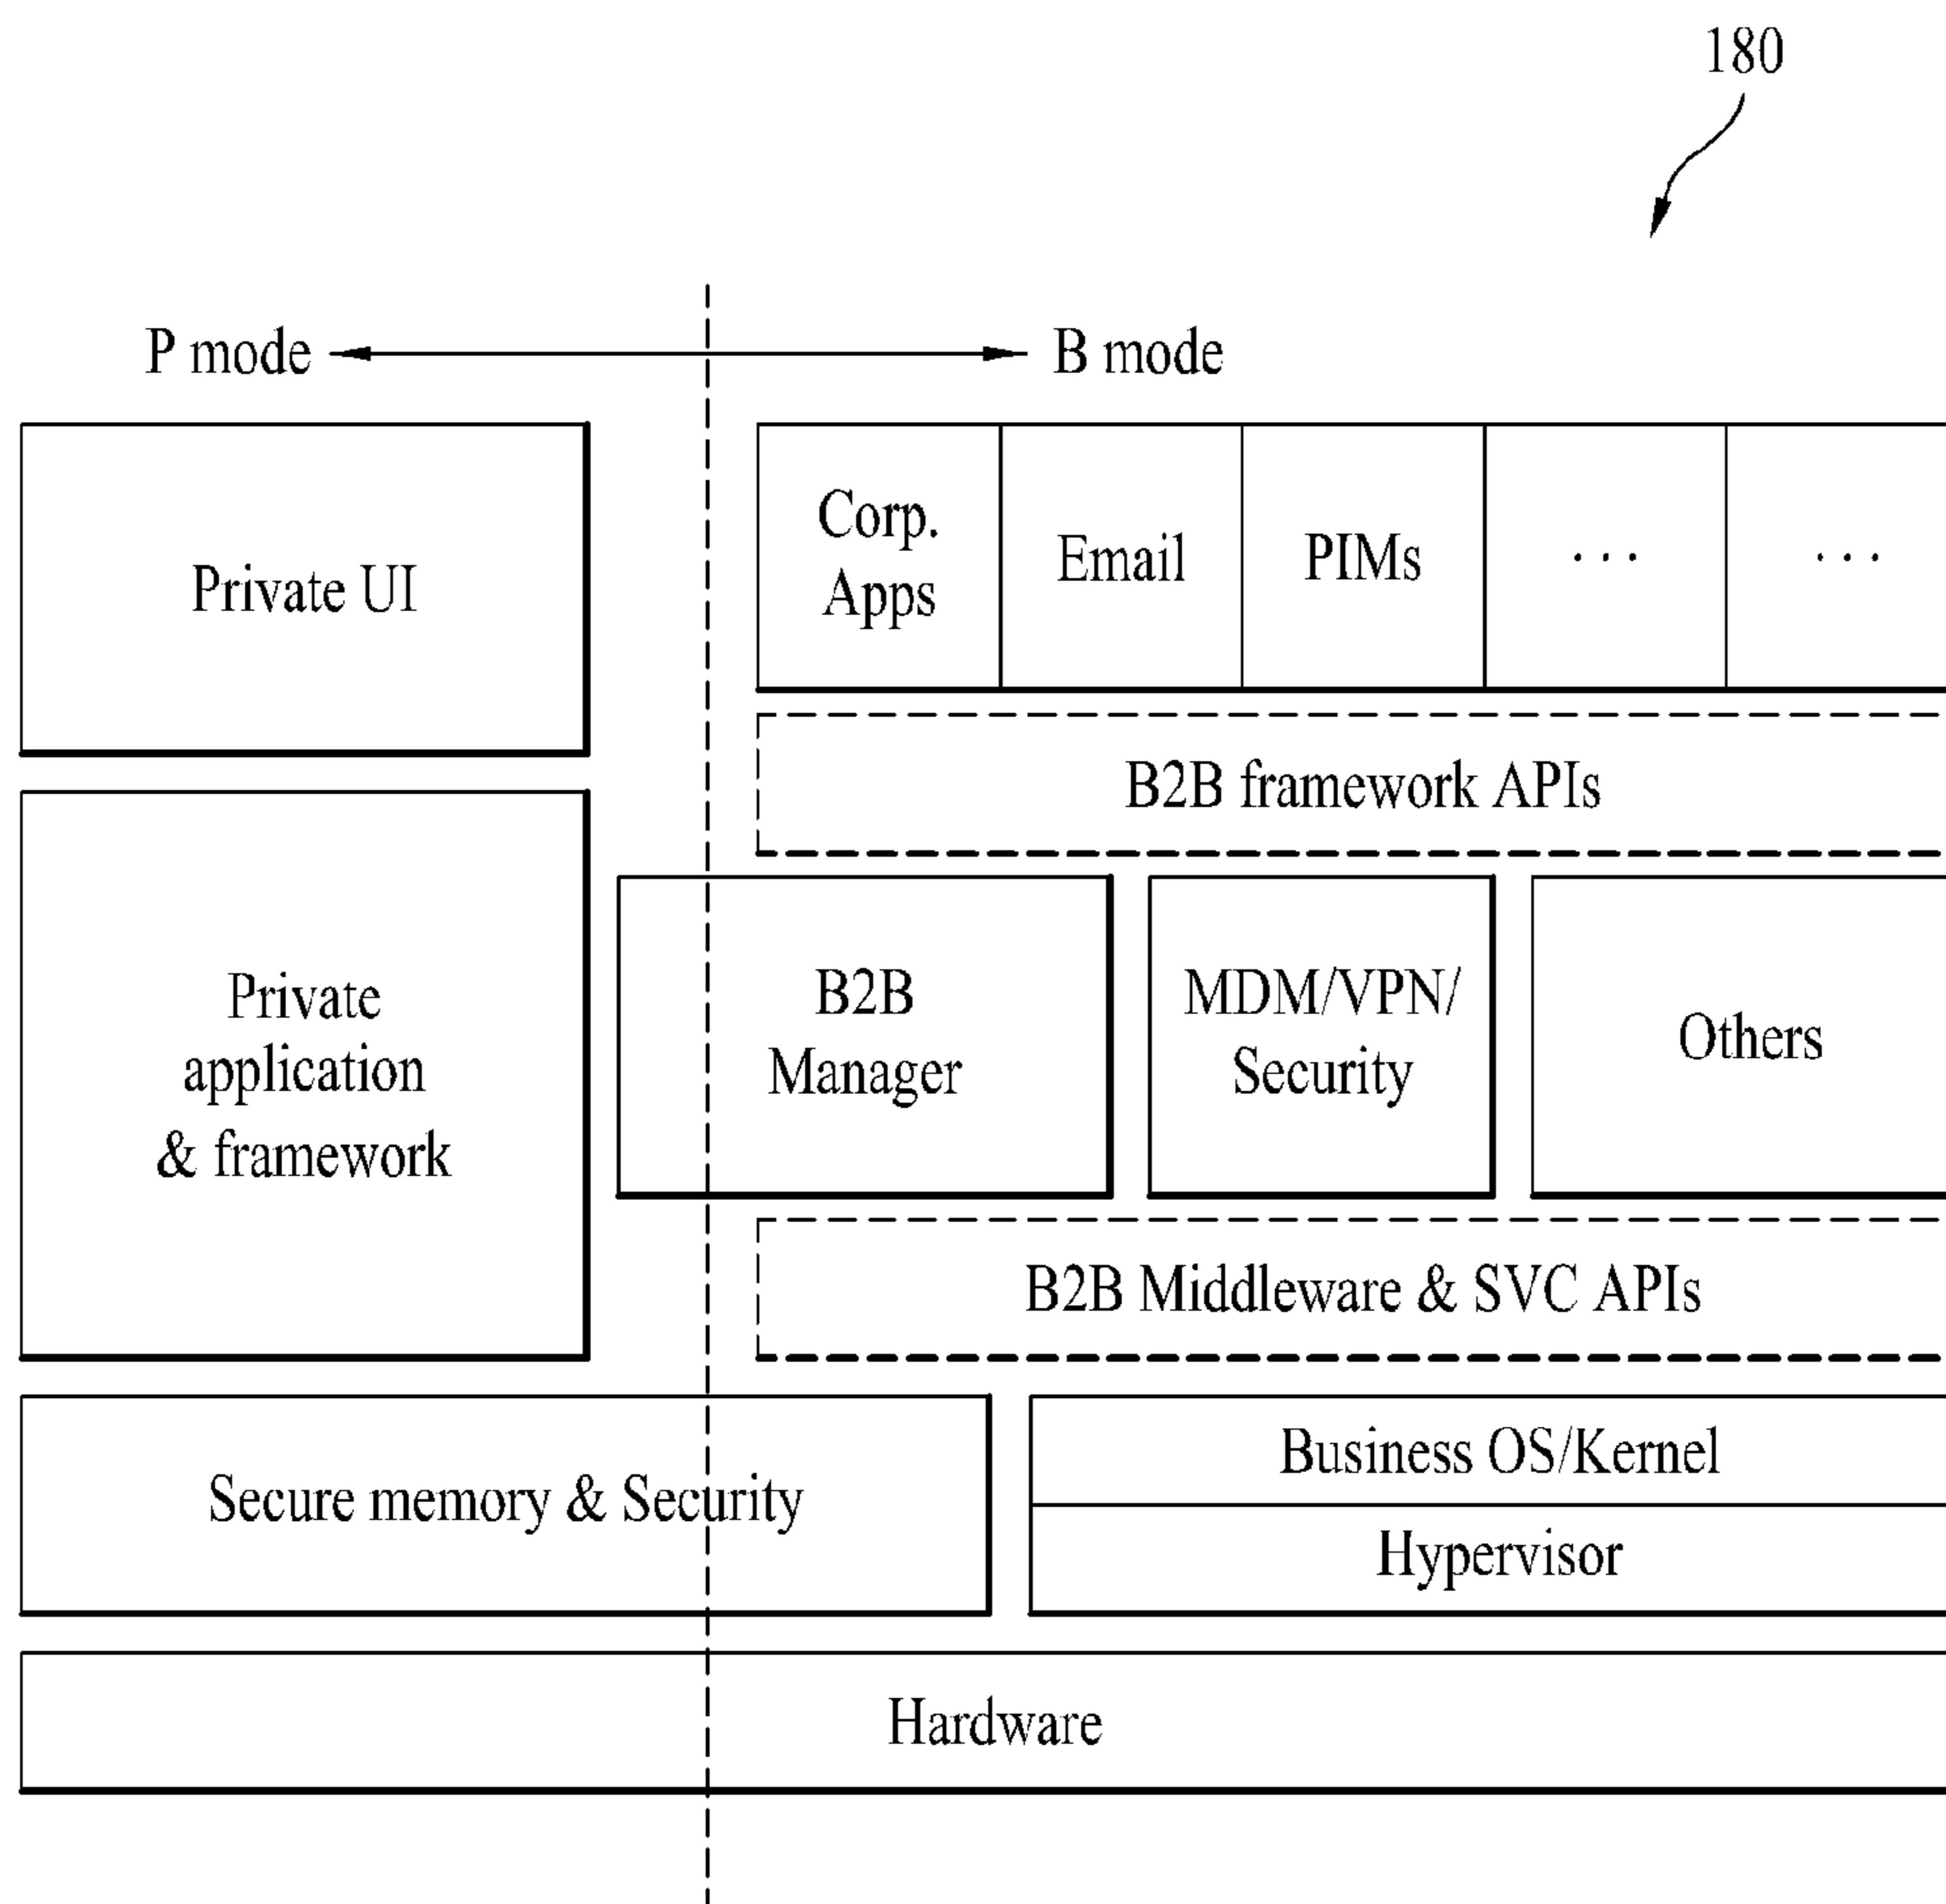 180
P mode
B mode
Private UI
Corp.
Apps
Email
PIMs
...
...
B2B framework APIs
Private
application
& framework
B2B
Manager
MDM/VPN/
Security
Others
B2B Middleware & SVC APIs
Secure memory & Security
Business OS/Kernel
Hypervisor
Hardware